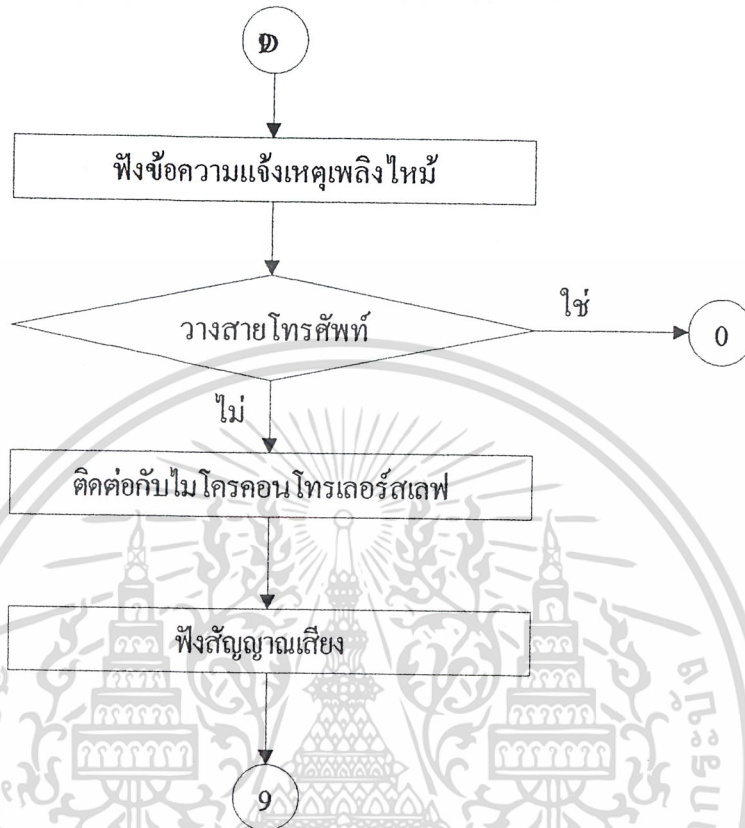 ฟังข้อความแจ้งเหตุเพลิงไหม้
วางสายโทรศัพท์
ใช่
0
ไม่
ติดต่อกับไมโครคอนโทรเลอร์สเลฟ
ฟังสัญญาณเสียง
9